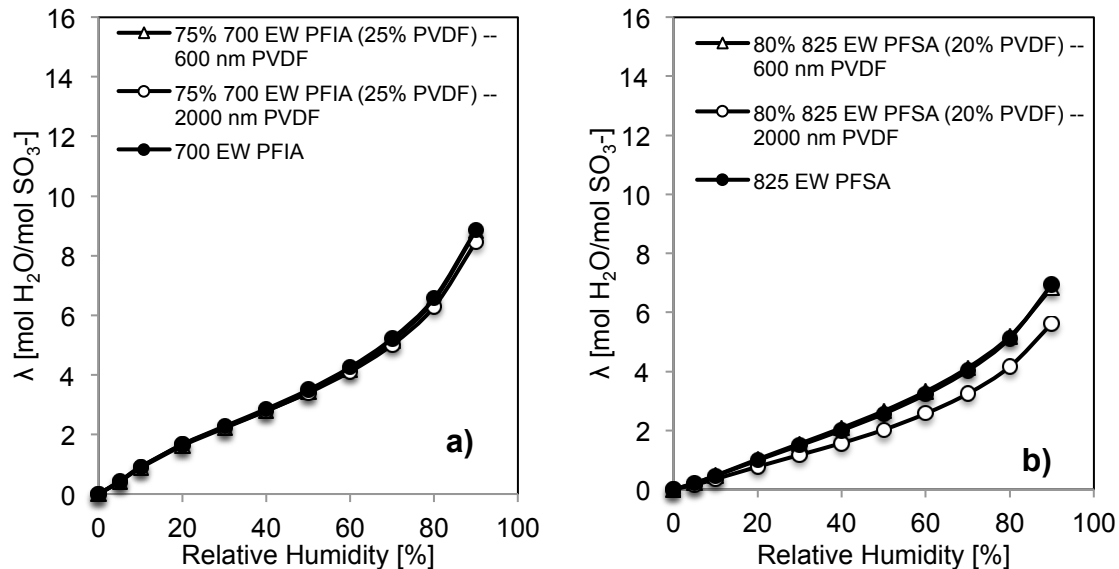 16
14
12
10
8
6
4
2
0
λ [mol H₂O/mol SO₃-]
75% 700 EW PFIA (25% PVDF) --
600 nm PVDF
75% 700 EW PFIA (25% PVDF) --
2000 nm PVDF
700 EW PFIA
a)
0 20 40 60 80 100
Relative Humidity [%]
16
14
12
10
8
6
4
2
0
λ [mol H₂O/mol SO₃-]
80% 825 EW PFSA (20% PVDF) --
600 nm PVDF
80% 825 EW PFSA (20% PVDF) --
2000 nm PVDF
825 EW PFSA
b)
0 20 40 60 80 100
Relative Humidity [%]